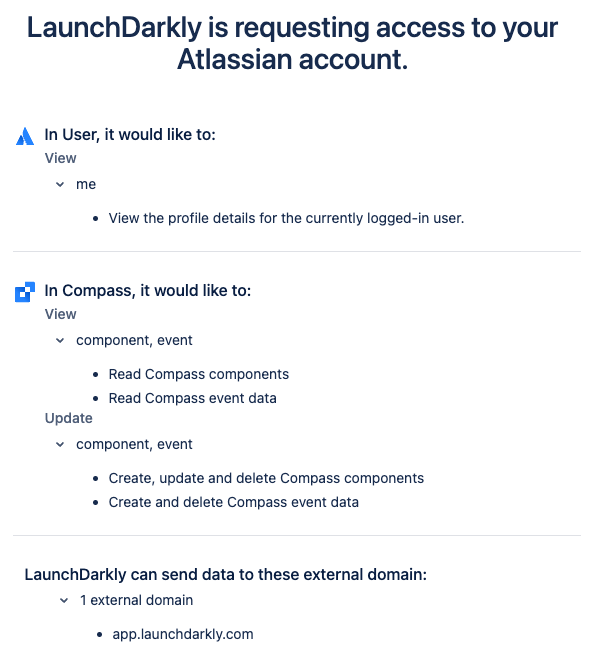 LaunchDarkly is requesting access to your
Atlassian account.
In User, it would like to:
View
me
• View the profile details for the currently logged-in user.
In Compass, it would like to:
View
component, event
• Read Compass components
• Read Compass event data
Update
component, event
• Create, update and delete Compass components
• Create and delete Compass event data
LaunchDarkly can send data to these external domain:
1 external domain
• app.launchdarkly.com